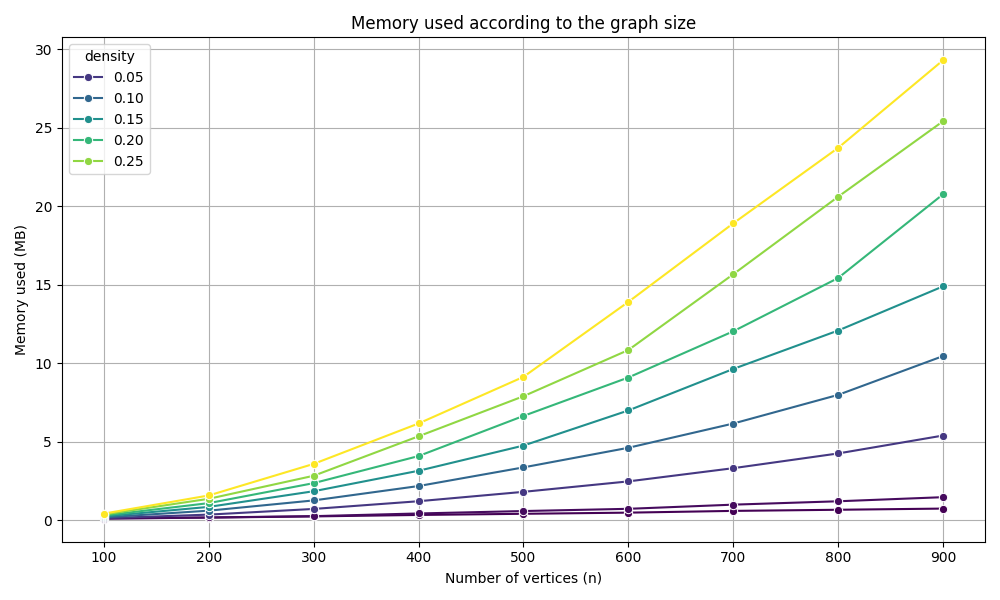 Memory used according to the graph size
Memory used (MB)
30
25
20
15
10
5
0
density
0.05
0.10
0.15
0.20
0.25
100 200 300 400 500 600 700 800 900
Number of vertices (n)